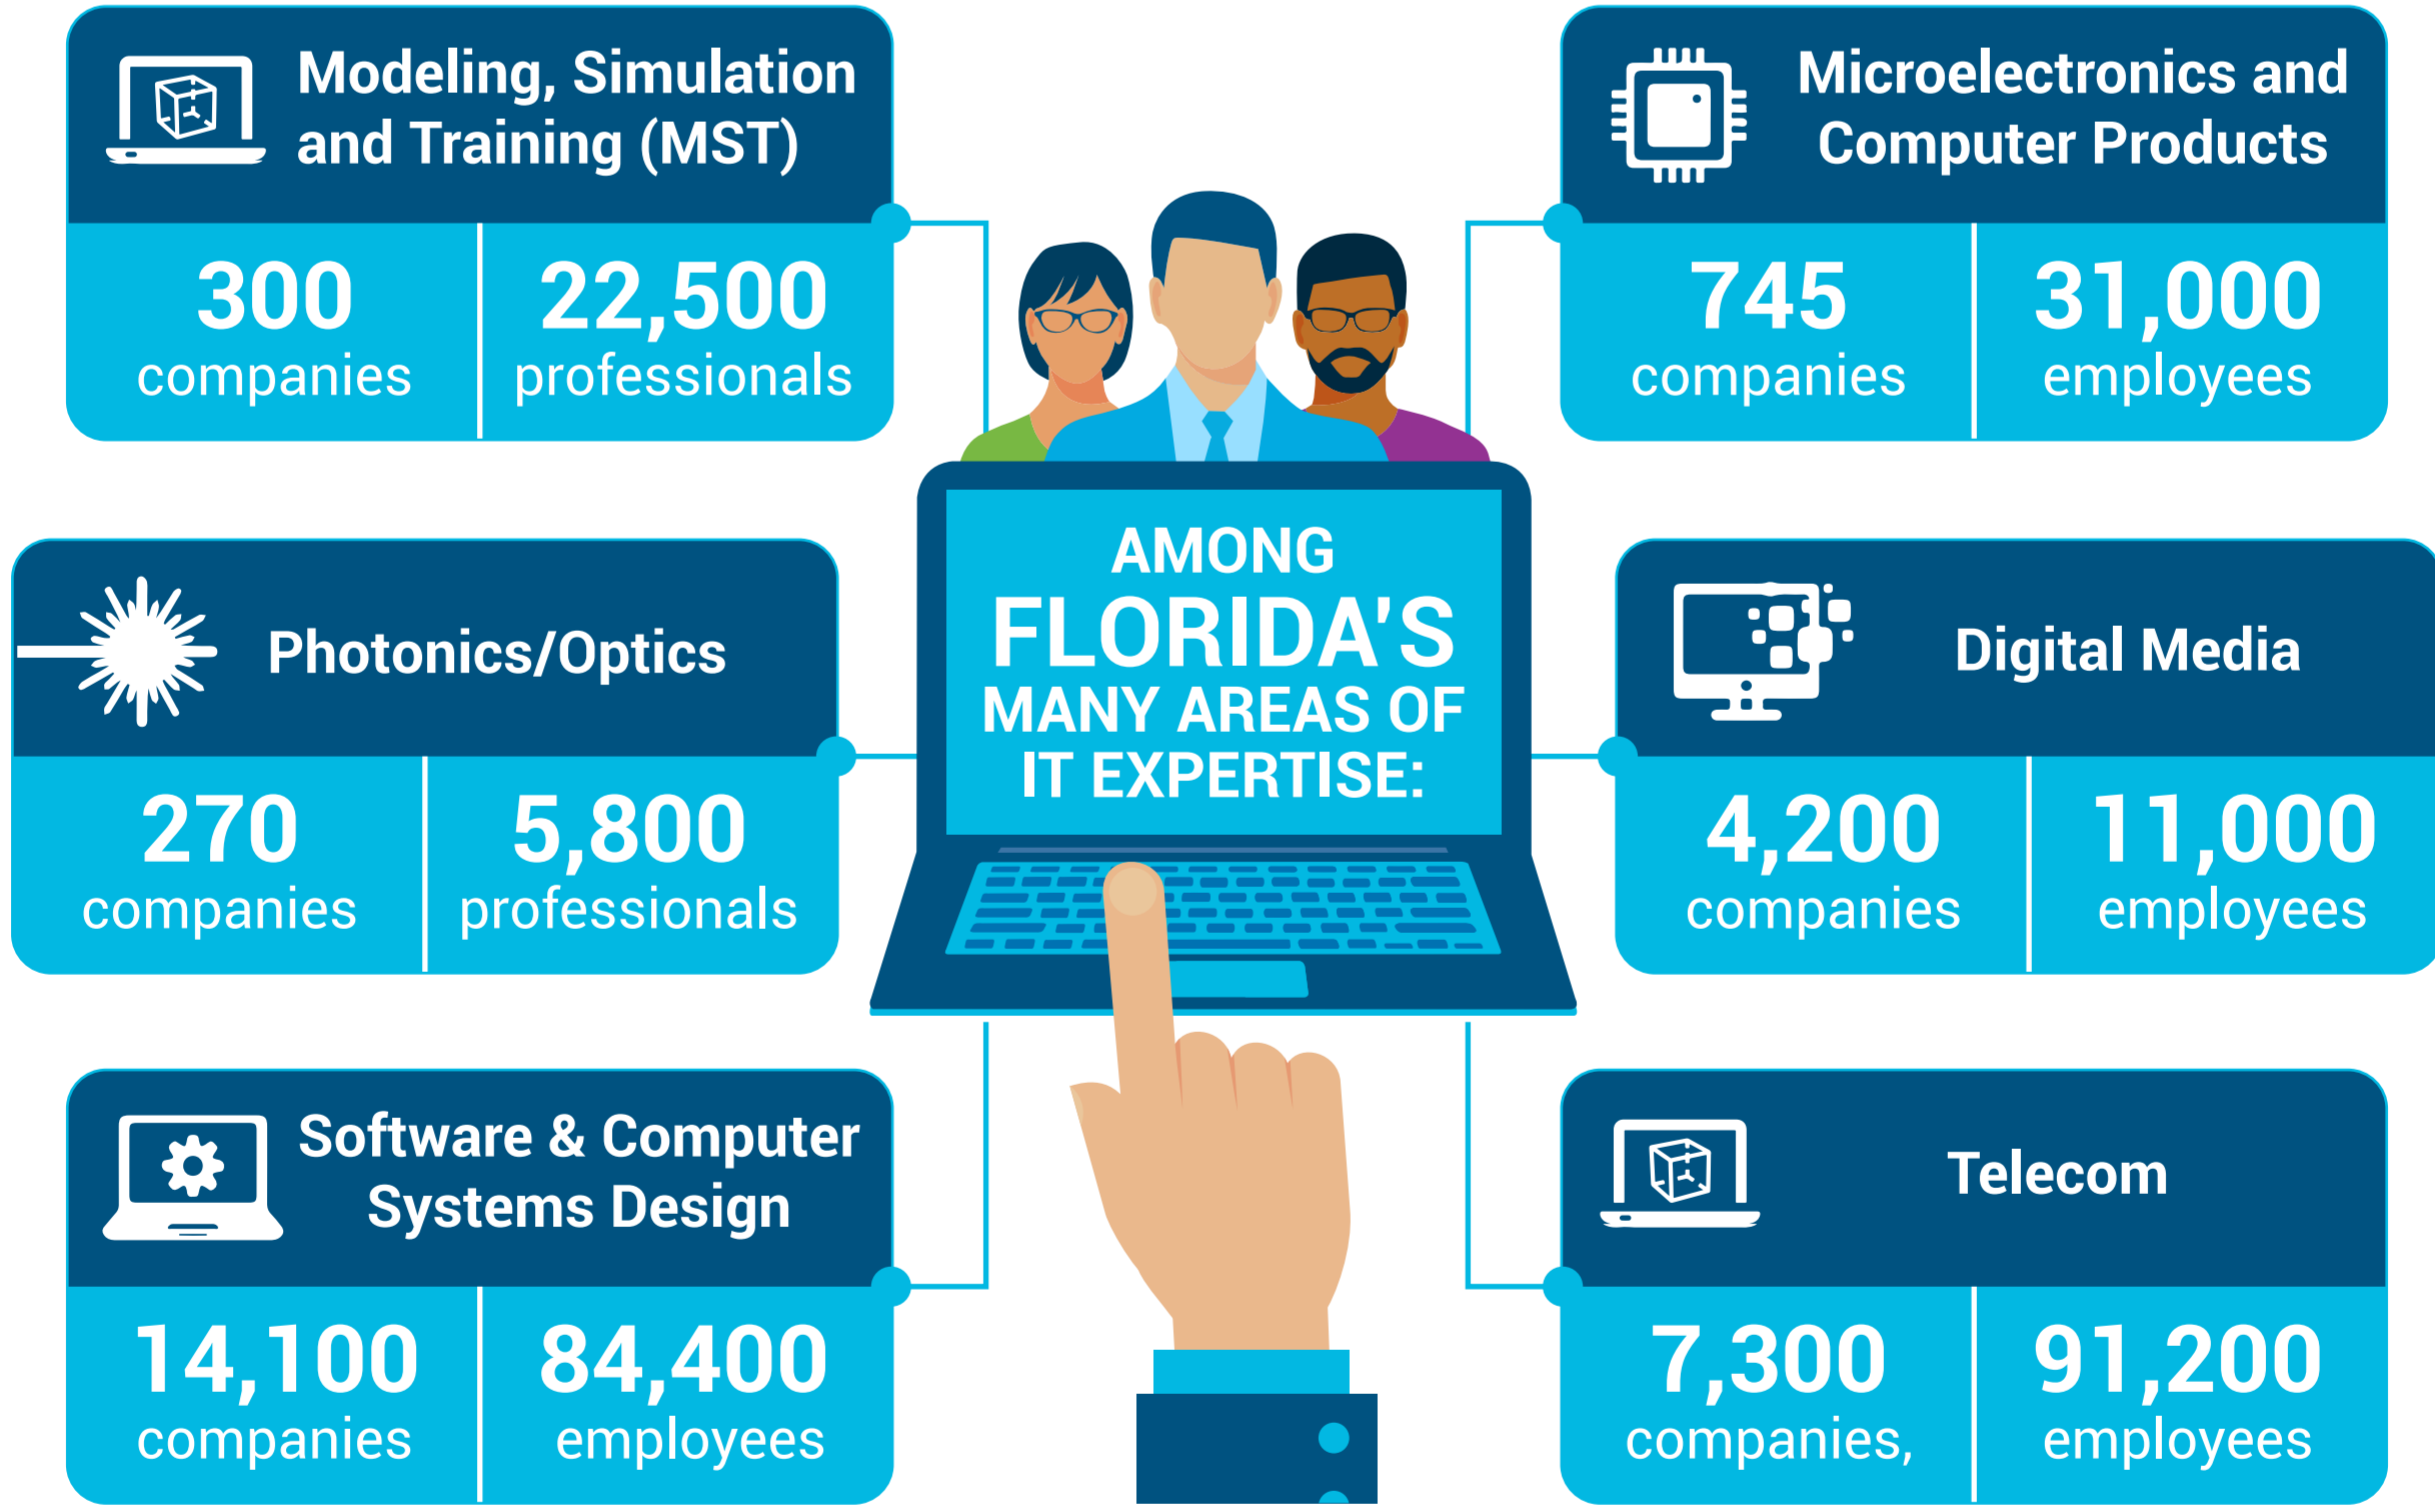 Modeling, Simulation
and Training (MST)
300
companies
22,500
professionals
Microelectronics and
Computer Products
745
companies
31,000
employees
AMONG
FLORIDA'S
MANY AREAS OF
IT EXPERTISE:
Photonics/Optics
270
companies
5,800
professionals
Digital Media
4,200
companies
11,000
employees
Software & Computer
Systems Design
14,100
companies
84,400
employees
Telecom
7,300
companies,
91,200
employees